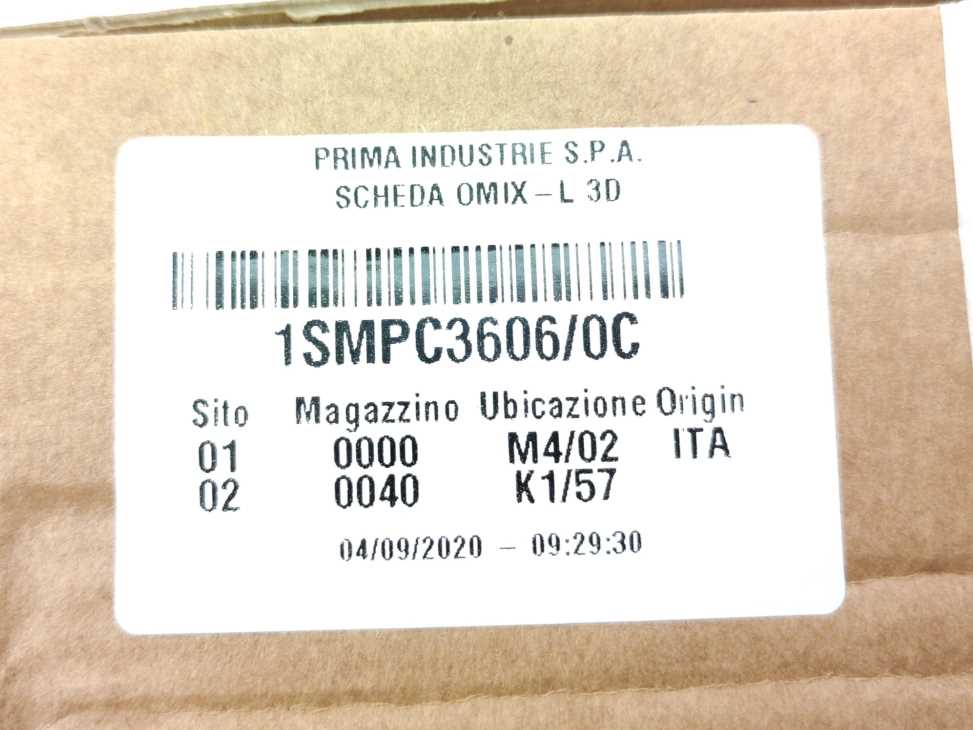 PRIMA INDUSTRIE S.P.A.
SCHEDA OMIX-L 3D
1SMPC3606/0C
Sito Magazzino Ubicazione Origin
01 0000 M4/02 ITA
02 0040 K1/57
04/09/2020 - 09:29:30